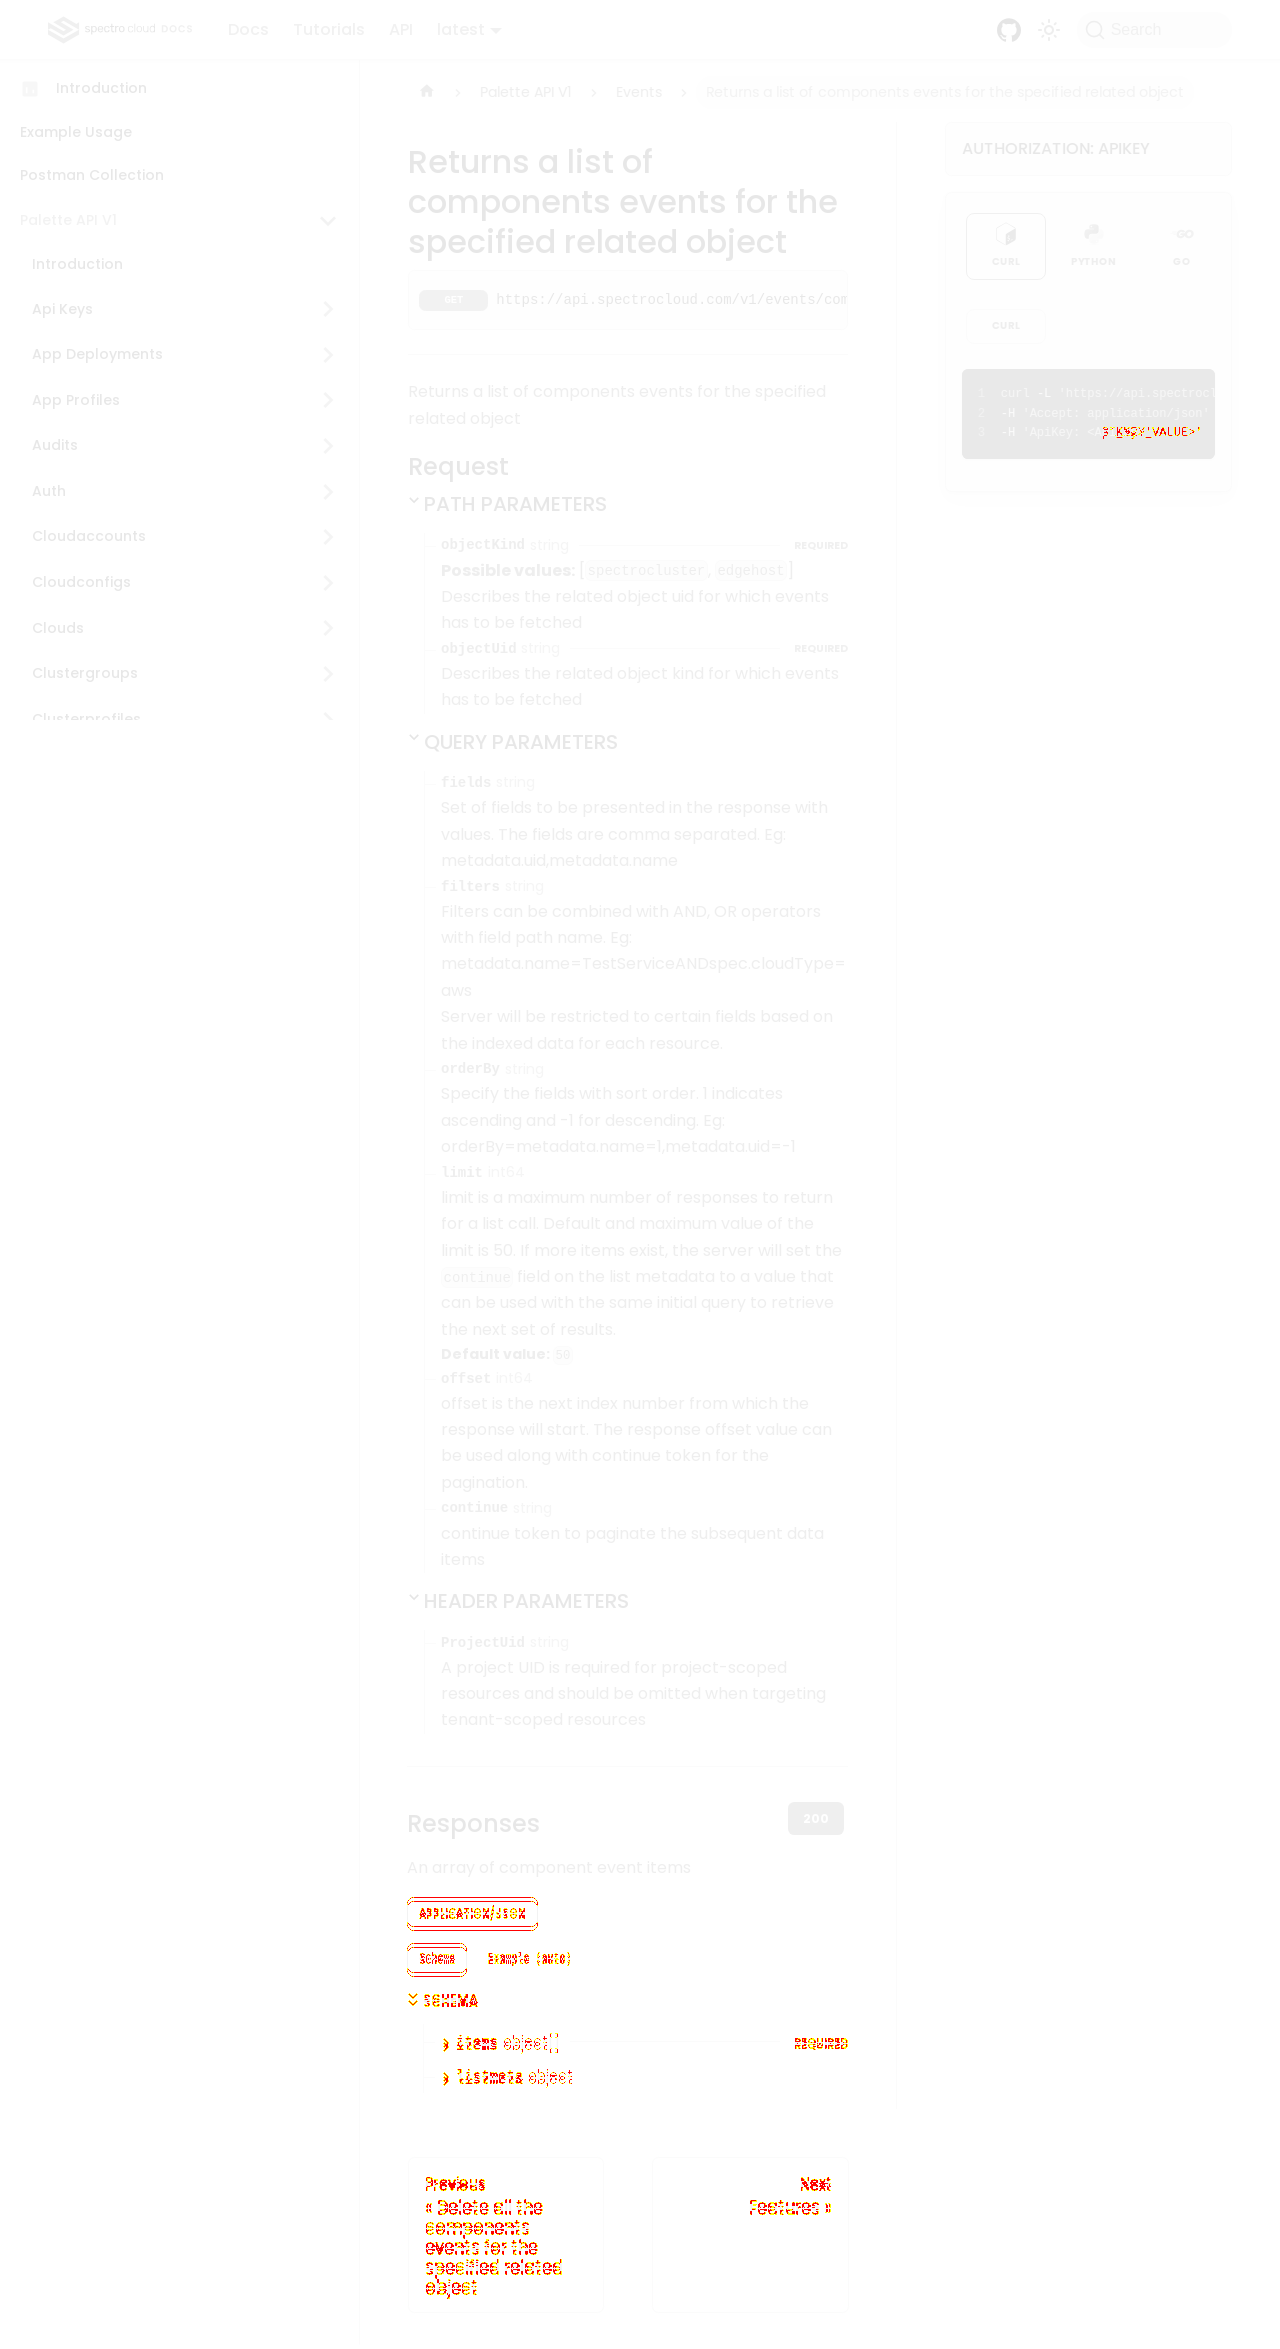 spectro cloud DOCS Docs Tutorials API latest Search
Introduction
Example Usage
Postman Collection
Palette API V1
Introduction
Api Keys
App Deployments
App Profiles
Audits
Auth
Cloudaccounts
Cloudconfigs
Clouds
Clustergroups
Clusterprofiles
Palette API V1 Events Returns a list of components events for the specified related object
Returns a list of
components events for the
specified related object
GET https://api.spectrocloud.com/v1/events/com
Returns a list of components events for the specified
related object
Request
PATH PARAMETERS
objectKind string REQUIRED
Possible values: [spectrocluster, edgehost]
Describes the related object uid for which events
has to be fetched
objectUid string REQUIRED
Describes the related object kind for which events
has to be fetched
QUERY PARAMETERS
fields string
Set of fields to be presented in the response with
values. The fields are comma separated. Eg:
metadata.uid,metadata.name
filters string
Filters can be combined with AND, OR operators
with field path name. Eg:
metadata.name=TestServiceANDspec.cloudType=
aws
Server will be restricted to certain fields based on
the indexed data for each resource.
orderBy string
Specify the fields with sort order. 1 indicates
ascending and -1 for descending. Eg:
orderBy=metadata.name=1,metadata.uid=-1
limit int64
limit is a maximum number of responses to return
for a list call. Default and maximum value of the
limit is 50. If more items exist, the server will set the
continue field on the list metadata to a value that
can be used with the same initial query to retrieve
the next set of results.
Default value: 50
offset int64
offset is the next index number from which the
response will start. The response offset value can
be used along with continue token for the
pagination.
continue string
continue token to paginate the subsequent data
items
HEADER PARAMETERS
ProjectUid string
A project UID is required for project-scoped
resources and should be omitted when targeting
tenant-scoped resources
Responses 200
An array of component event items
APPLICATION/JSON
Schema Example (auto)
SCHEMA
items object[] REQUIRED
listmeta object
Previous
« Delete all the
components
events for the
specified related
object
Next
Features »
AUTHORIZATION: APIKEY
CURL PYTHON GO
CURL
1 curl -L 'https://api.spectrocl
2 -H 'Accept: application/json'
3 -H 'ApiKey: